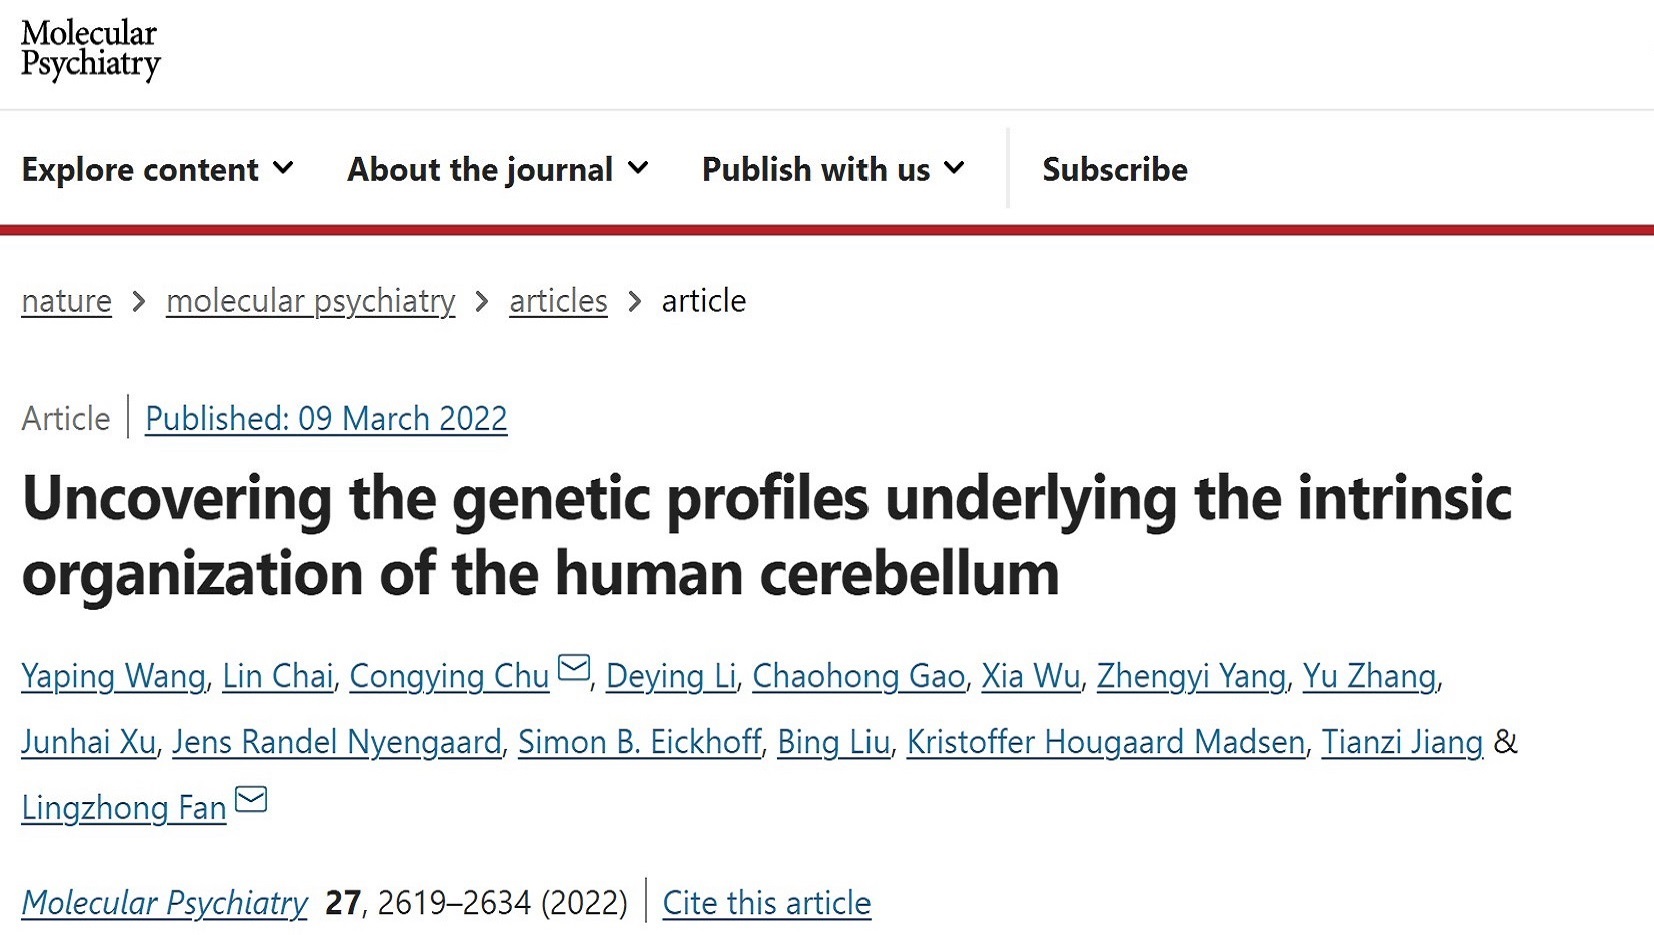 Molecular
Psychiatry
Explore content About the journal Publish with us Subscribe
nature > molecular psychiatry > articles > article
Article | Published: 09 March 2022
Uncovering the genetic profiles underlying the intrinsic
organization of the human cerebellum
Yaping Wang, Lin Chai, Congying Chu, Deying Li, Chaohong Gao, Xia Wu, Zhengyi Yang, Yu Zhang,
Junhai Xu, Jens Randel Nyengaard, Simon B. Eickhoff, Bing Liu, Kristoffer Hougaard Madsen, Tianzi Jiang &
Lingzhong Fan
Molecular Psychiatry 27, 2619–2634 (2022) | Cite this article